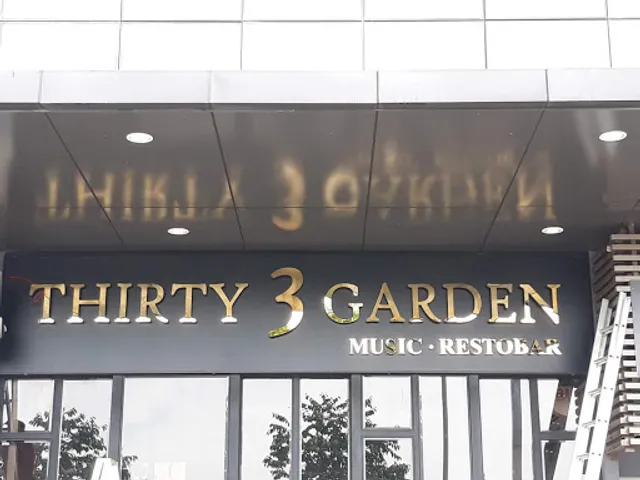 THIRTY 3 GARDEN
MUSIC · RESTOBAR